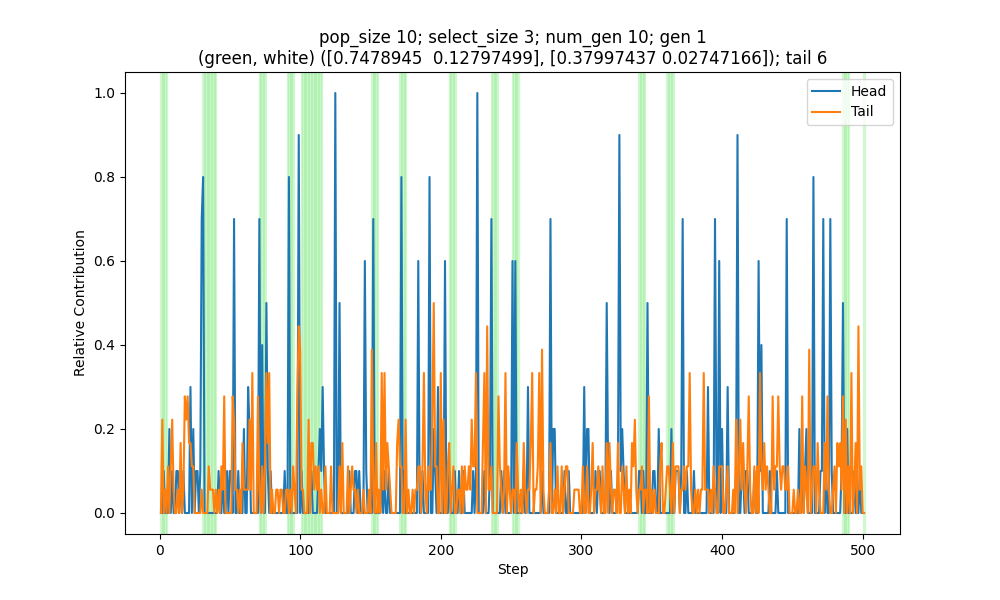 pop_size 10; select_size 3; num_gen 10; gen 1
(green, white) ([0.7478945 0.12797499], [0.37997437 0.02747166]); tail 6
Head
Tail
Relative Contribution
1.0
0.8
0.6
0.4
0.2
0.0
0
100
200
300
400
500
Step